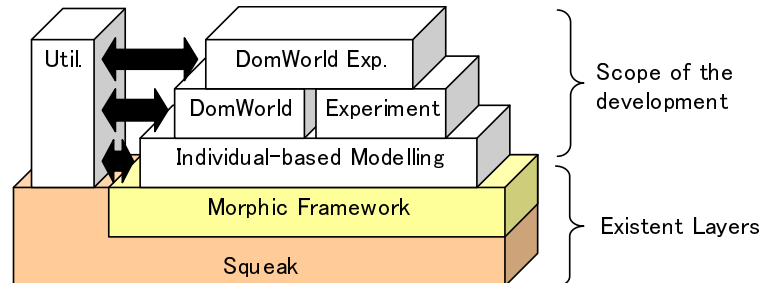 Util.
DomWorld Exp.
DomWorld
Experiment
Individual-based Modelling
Morphic Framework
Squeak
Scope of the
development
Existent Layers